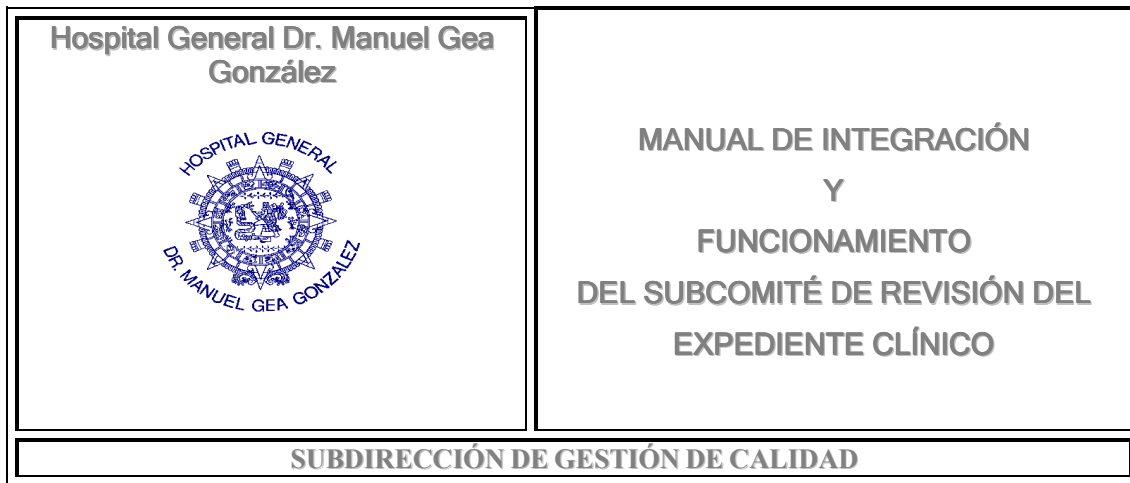 Hospital General Dr. Manuel Gea
González
HOSPITAL GENERAL
DR. MANUEL GEA GONZALEZ
MANUAL DE INTEGRACIÓN
Y
FUNCIONAMIENTO
DEL SUBCOMITÉ DE REVISIÓN DEL
EXPEDIENTE CLÍNICO
SUBDIRECCIÓN DE GESTIÓN DE CALIDAD